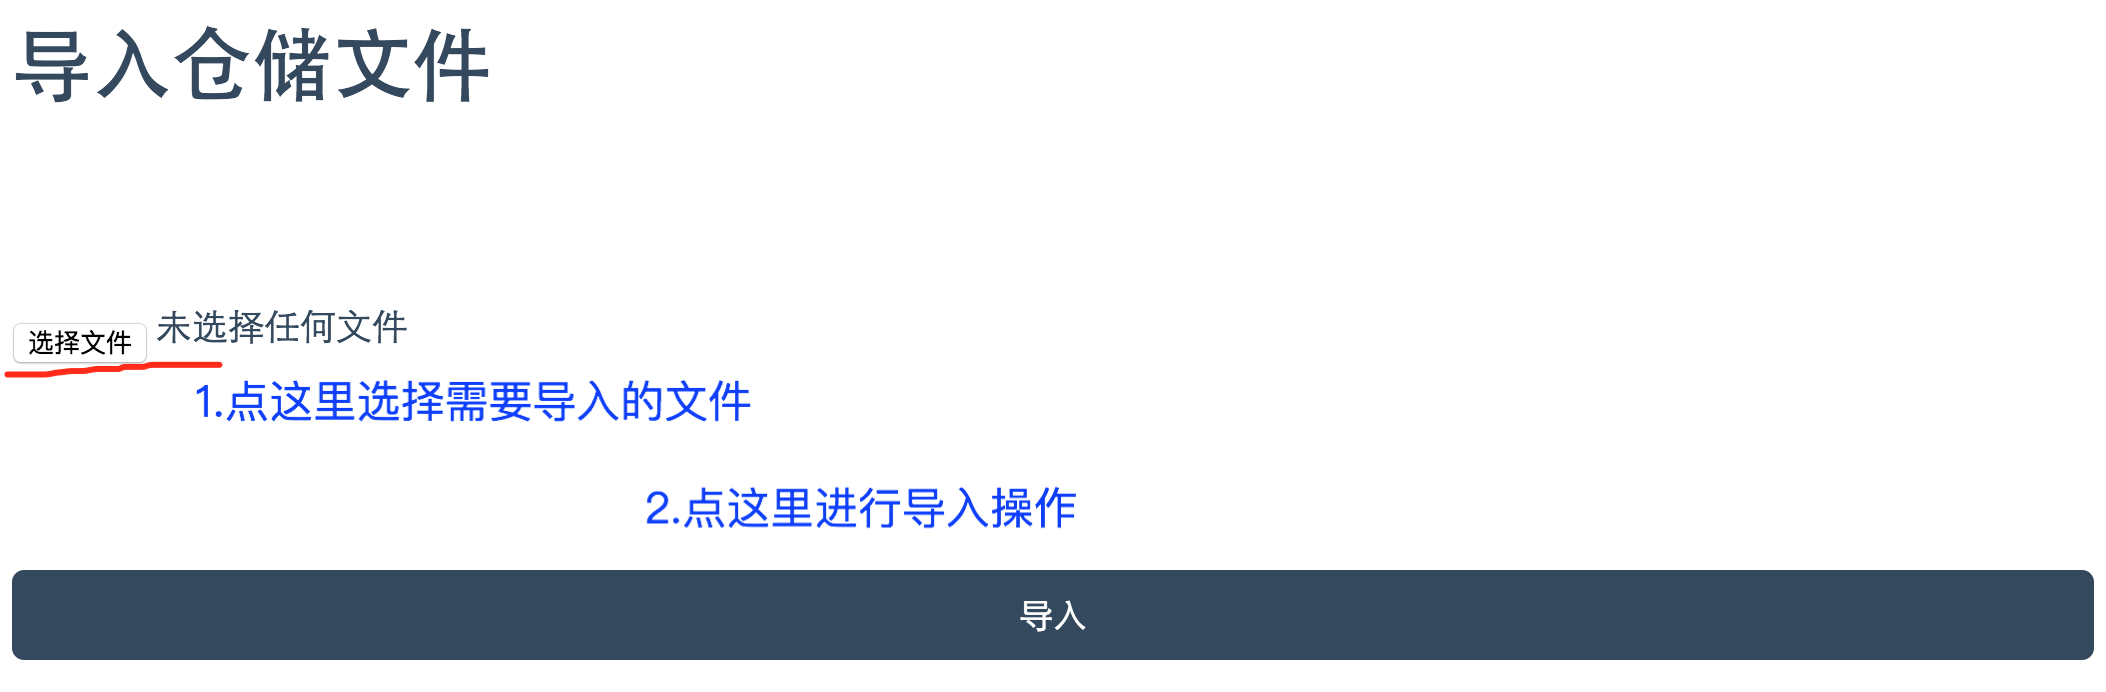 导入仓储文件
选择文件 未选择任何文件
1.点这里选择需要导入的文件
2.点这里进行导入操作
导入